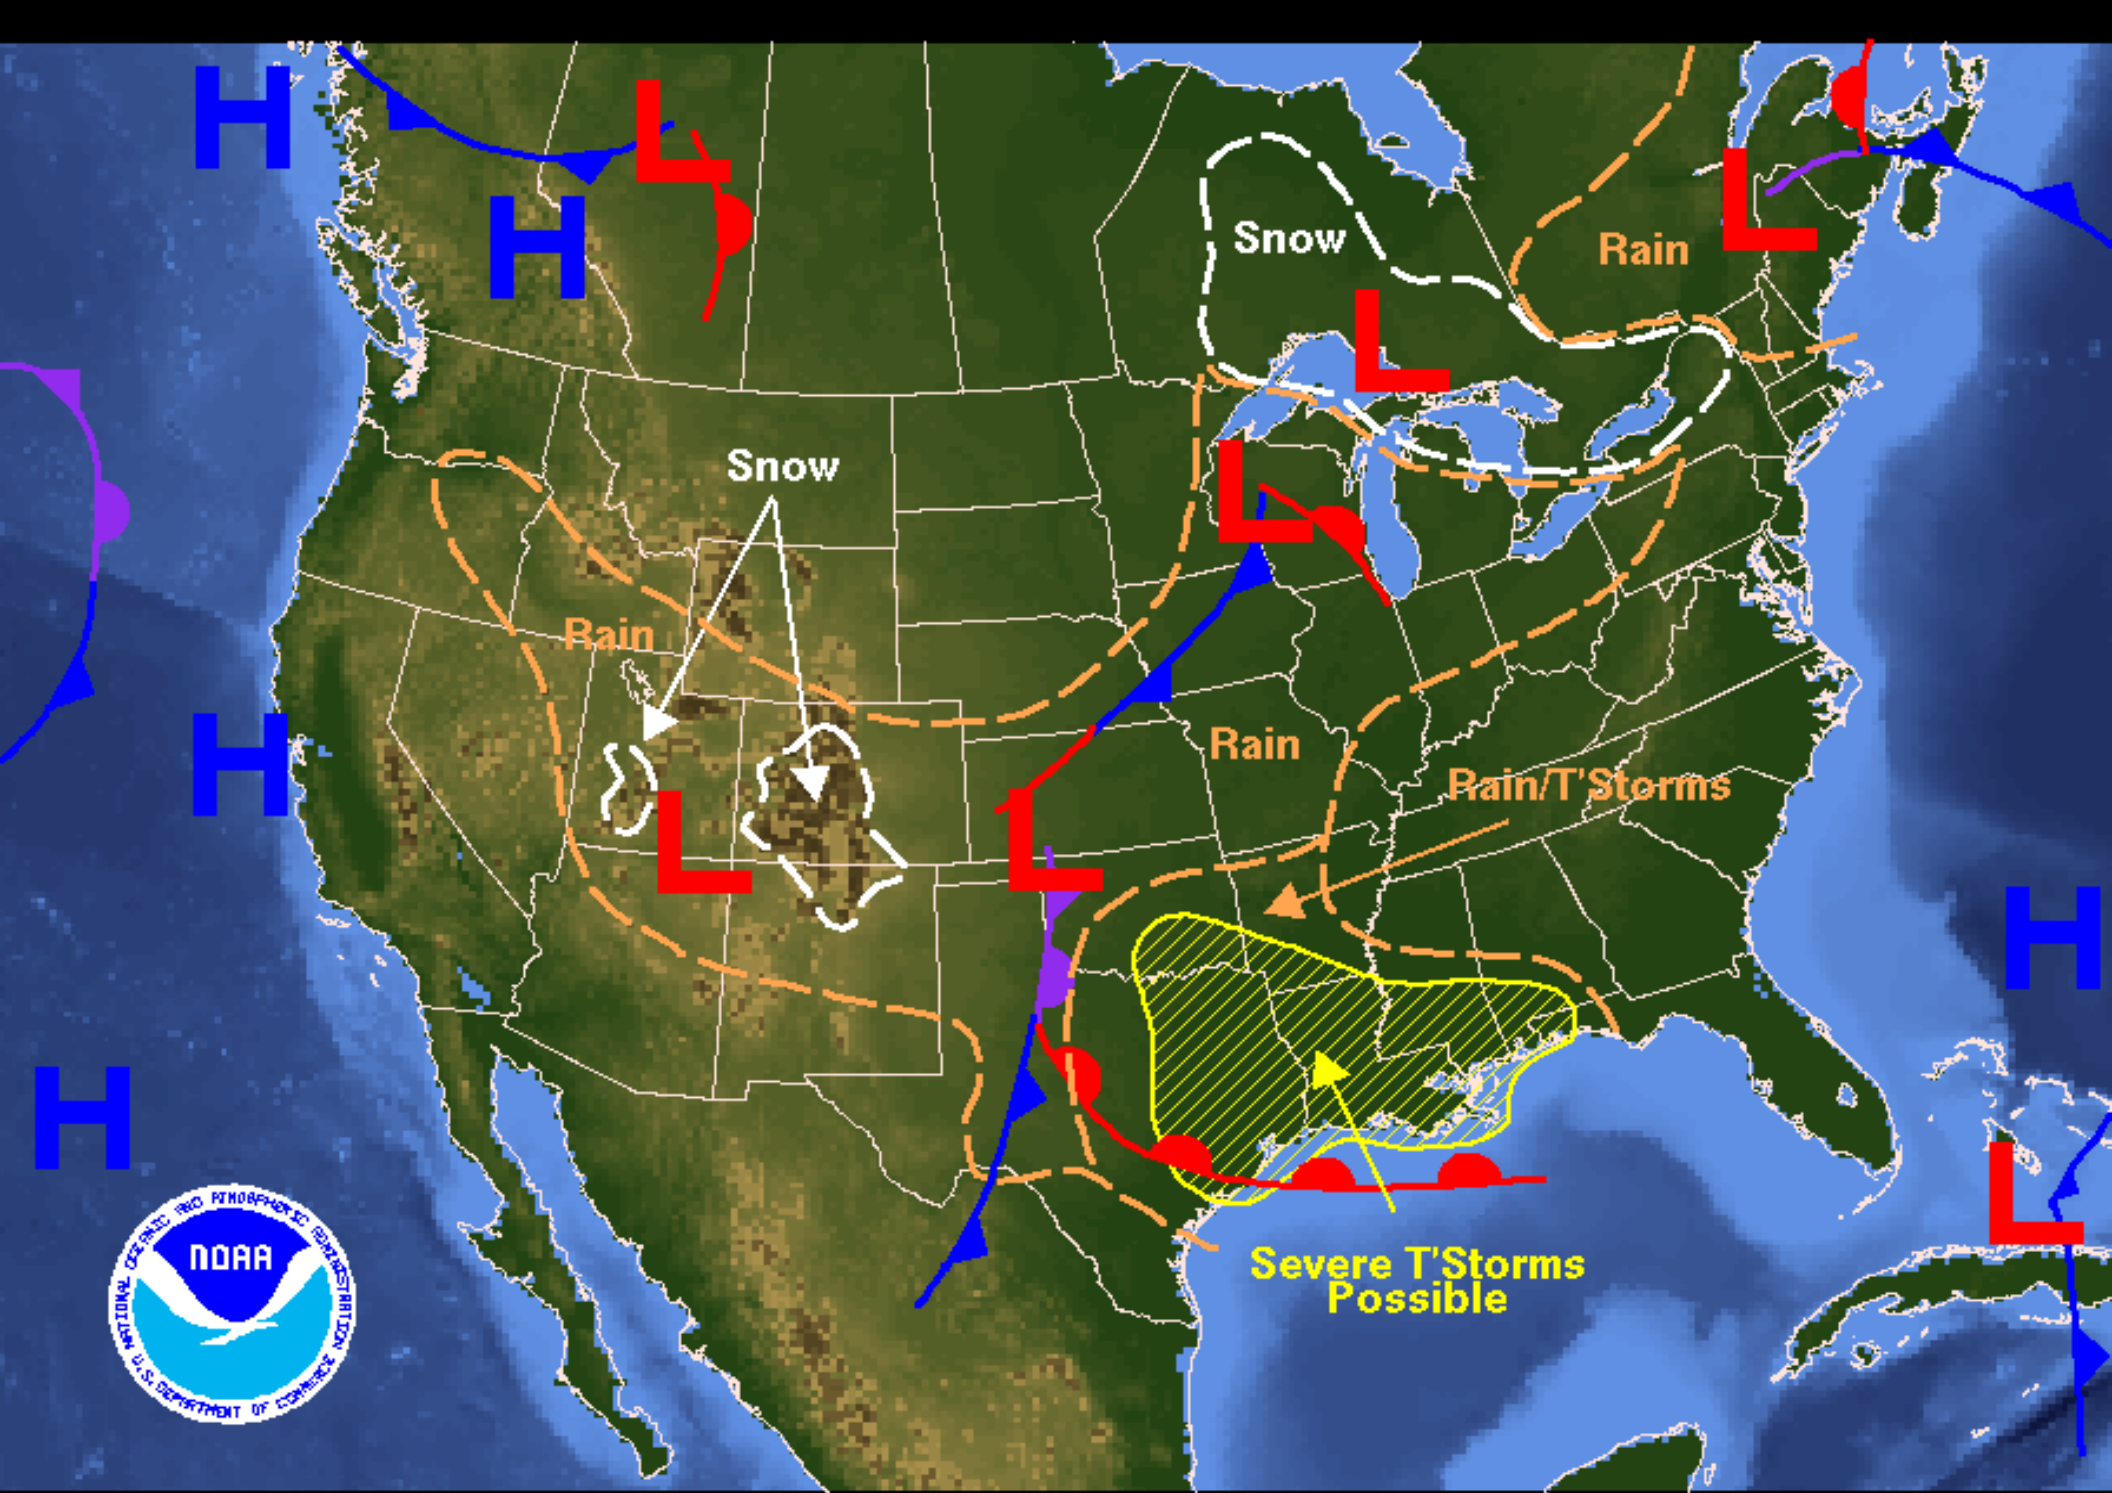 H
L
H
L
Snow
Rain
L
Snow
L
Rain
H
Rain
Rain/T'Storms
L
L
H
H
L
NOAA
NATIONAL OCEANIC AND ATMOSPHERIC ADMINISTRATION
U.S. DEPARTMENT OF COMMERCE
Severe T'Storms
Possible